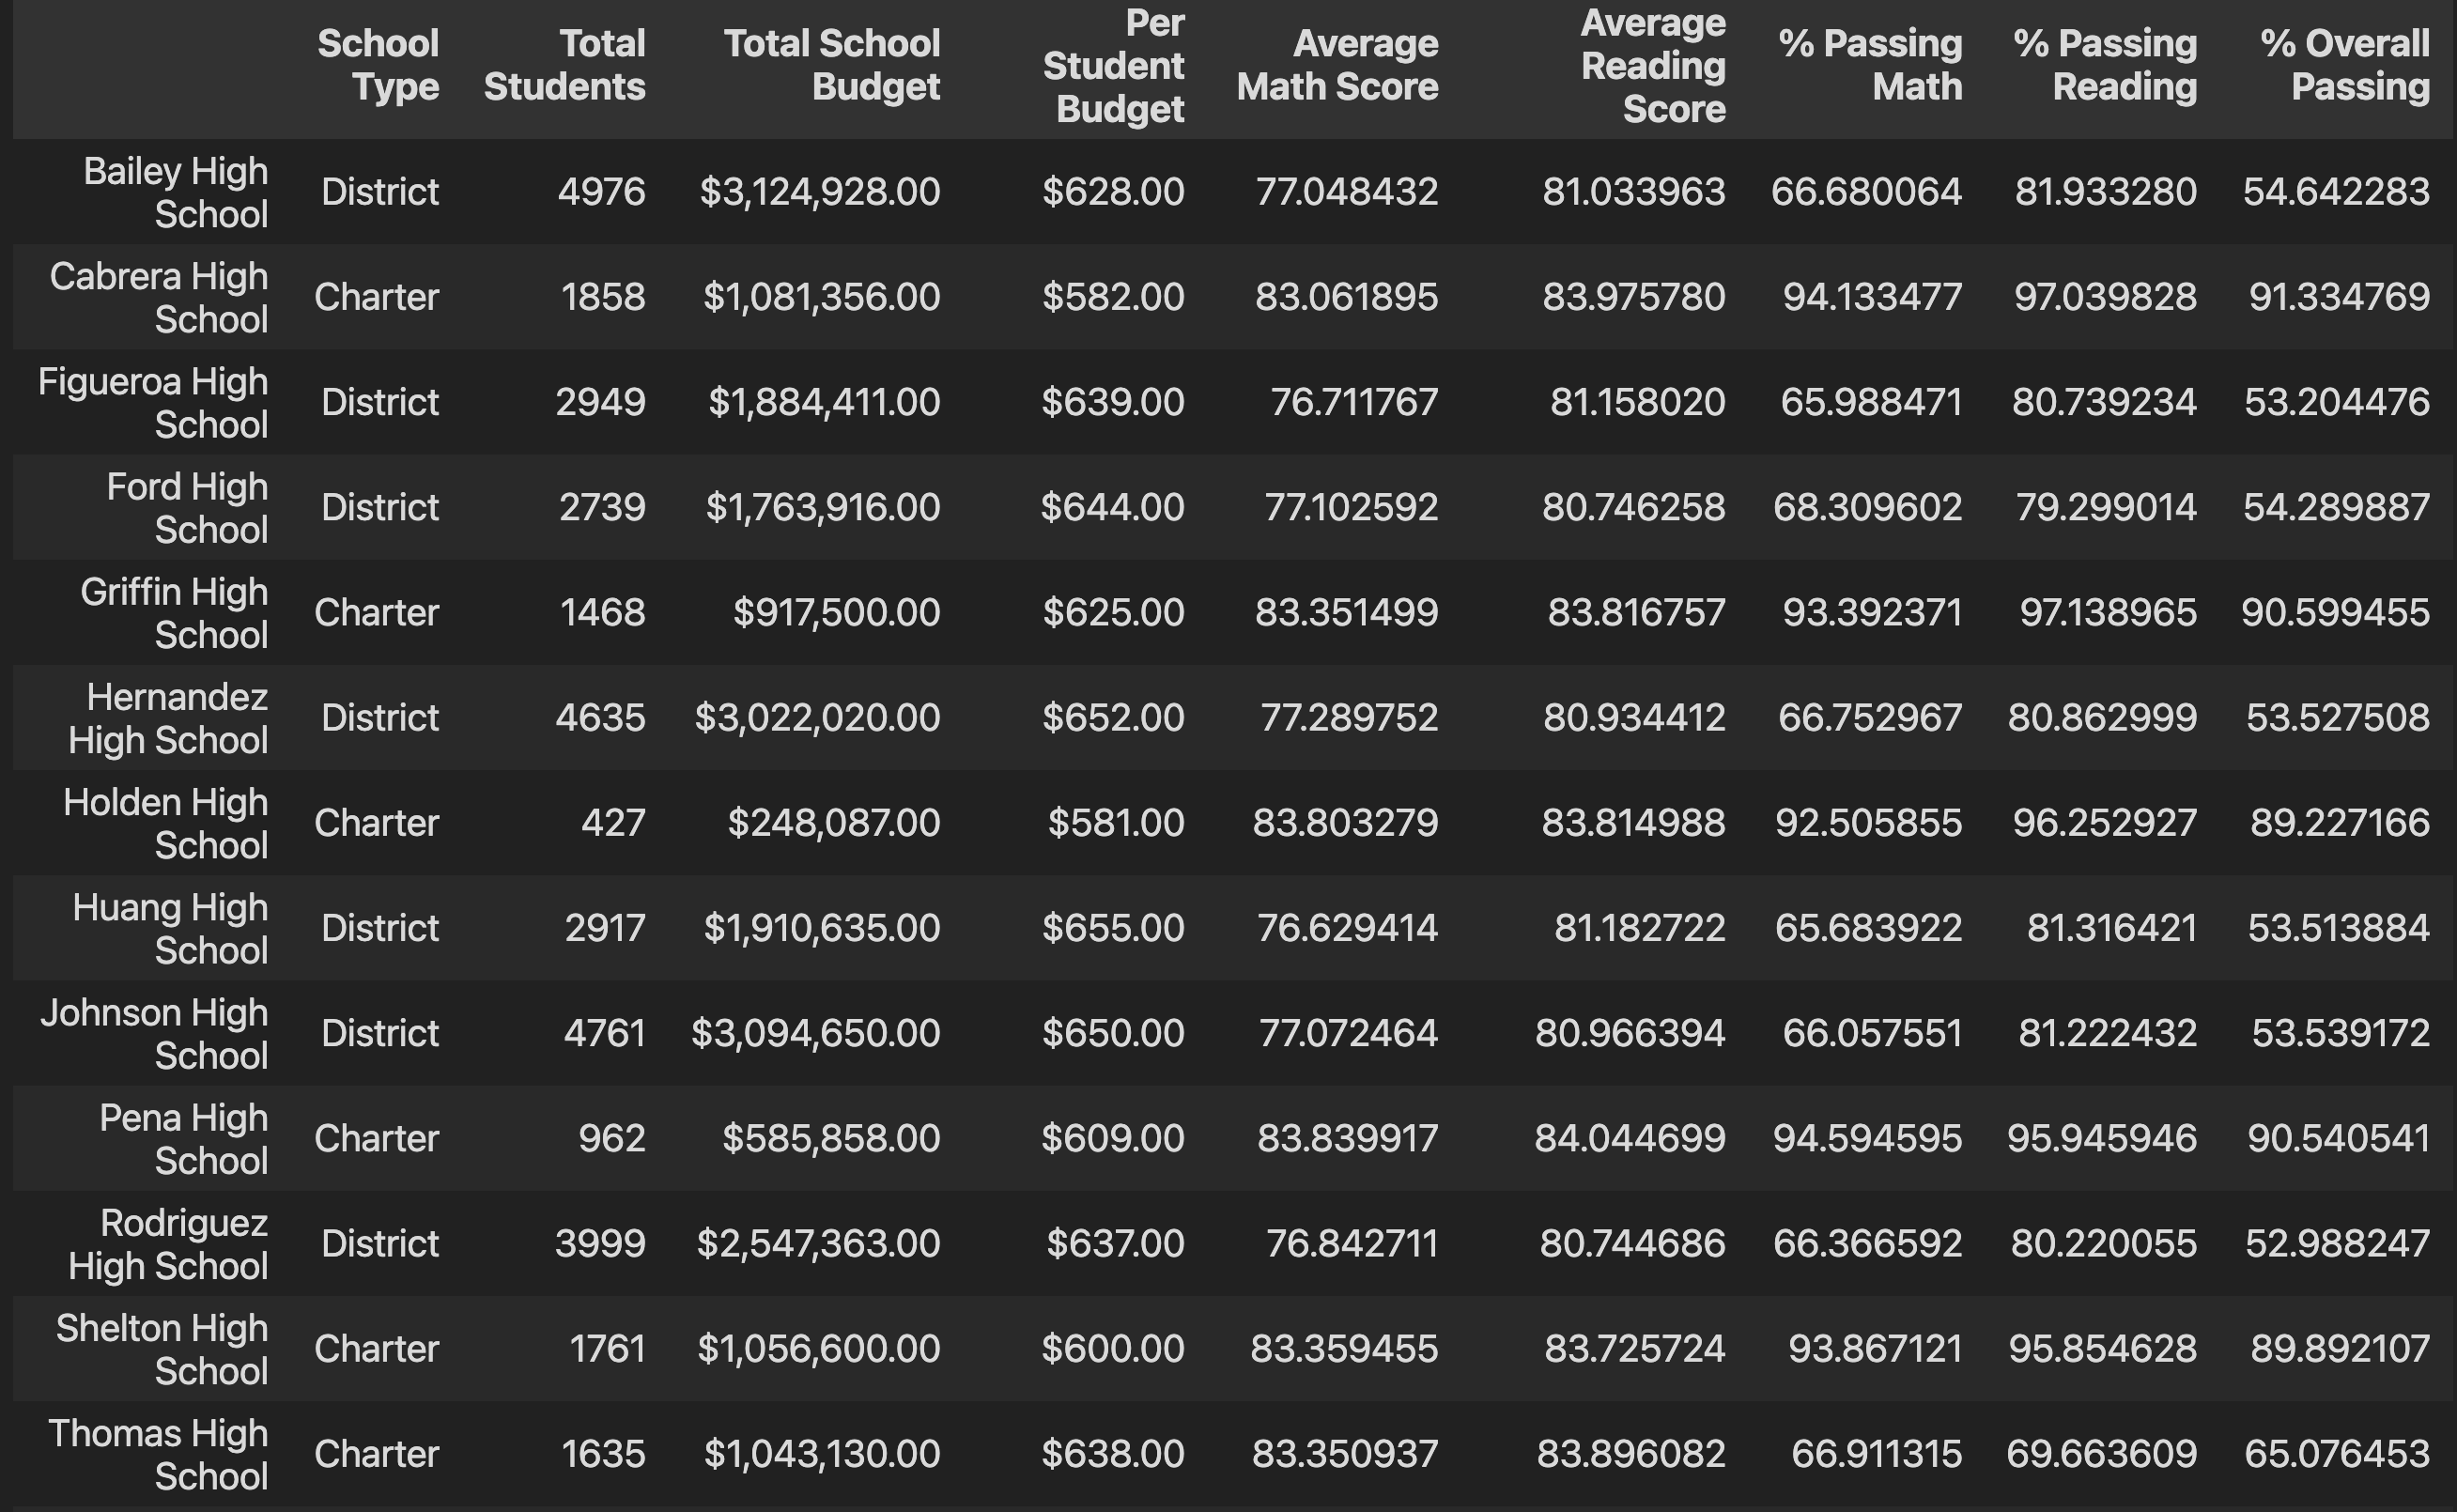 School Type Total Students Total School Budget Per Student Budget Average Math Score Average Reading Score % Passing Math % Passing Reading % Overall Passing
Bailey High School District 4976 $3,124,928.00 $628.00 77.048432 81.033963 66.680064 81.933280 54.642283
Cabrera High School Charter 1858 $1,081,356.00 $582.00 83.061895 83.975780 94.133477 97.039828 91.334769
Figueroa High School District 2949 $1,884,411.00 $639.00 76.711767 81.158020 65.988471 80.739234 53.204476
Ford High School District 2739 $1,763,916.00 $644.00 77.102592 80.746258 68.309602 79.299014 54.289887
Griffin High School Charter 1468 $917,500.00 $625.00 83.351499 83.816757 93.392371 97.138965 90.599455
Hernandez High School District 4635 $3,022,020.00 $652.00 77.289752 80.934412 66.752967 80.862999 53.527508
Holden High School Charter 427 $248,087.00 $581.00 83.803279 83.814988 92.505855 96.252927 89.227166
Huang High School District 2917 $1,910,635.00 $655.00 76.629414 81.182722 65.683922 81.316421 53.513884
Johnson High School District 4761 $3,094,650.00 $650.00 77.072464 80.966394 66.057551 81.222432 53.539172
Pena High School Charter 962 $585,858.00 $609.00 83.839917 84.044699 94.594595 95.945946 90.540541
Rodriguez High School District 3999 $2,547,363.00 $637.00 76.842711 80.744686 66.366592 80.220055 52.988247
Shelton High School Charter 1761 $1,056,600.00 $600.00 83.359455 83.725724 93.867121 95.854628 89.892107
Thomas High School Charter 1635 $1,043,130.00 $638.00 83.350937 83.896082 66.911315 69.663609 65.076453